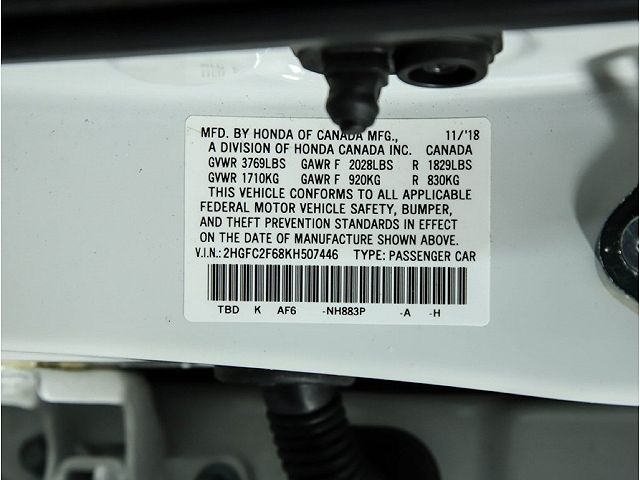 MFD. BY HONDA OF CANADA MFG., 11/'18
A DIVISION OF HONDA CANADA INC. CANADA
GVWR 3769LBS GAWR F 2028LBS R 1829LBS
GVWR 1710KG GAWR F 920KG R 830KG
THIS VEHICLE CONFORMS TO ALL APPLICABLE
FEDERAL MOTOR VEHICLE SAFETY, BUMPER,
AND THEFT PREVENTION STANDARDS IN EFFECT
ON THE DATE OF MANUFACTURE SHOWN ABOVE.
V.I.N.: 2HGFC2F68KH507446 TYPE: PASSENGER CAR
TBD K AF6 -NH883P -A -H